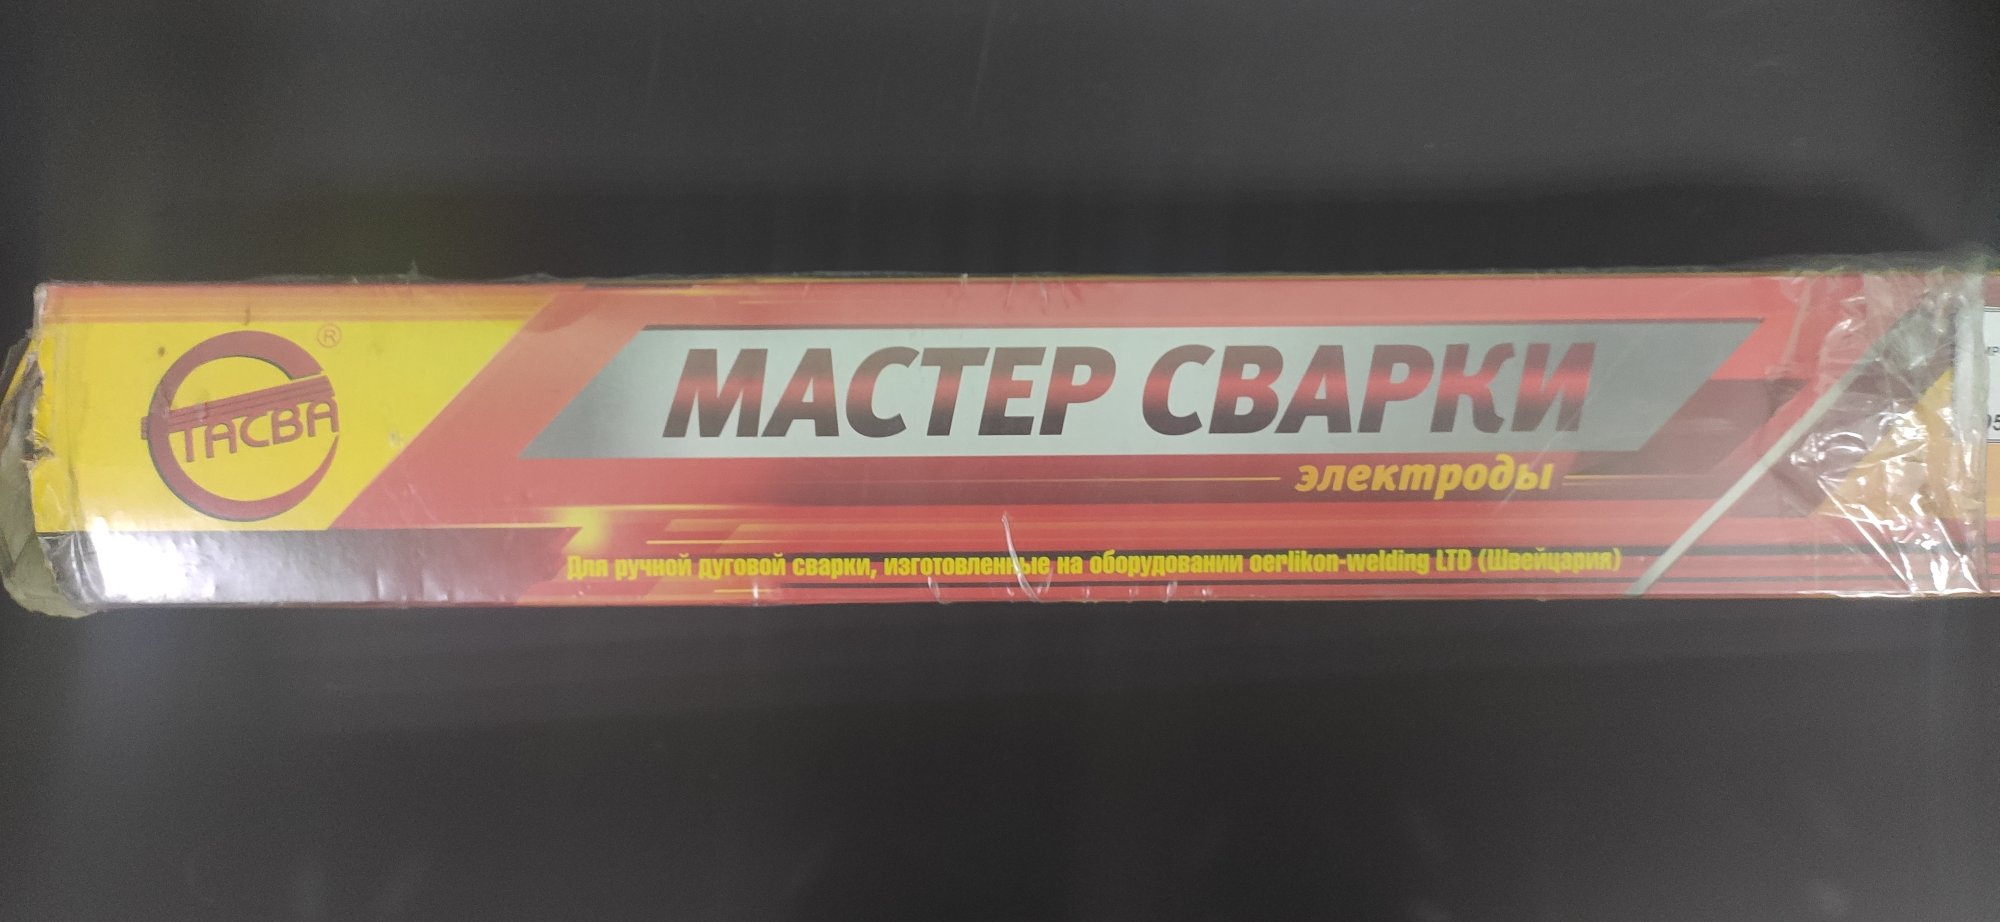 ТАСВА ®
МАСТЕР СВАРКИ
электроды
Для ручной дуговой сварки, изготовленные на оборудовании oerlikon-welding LTD (Швейцария)